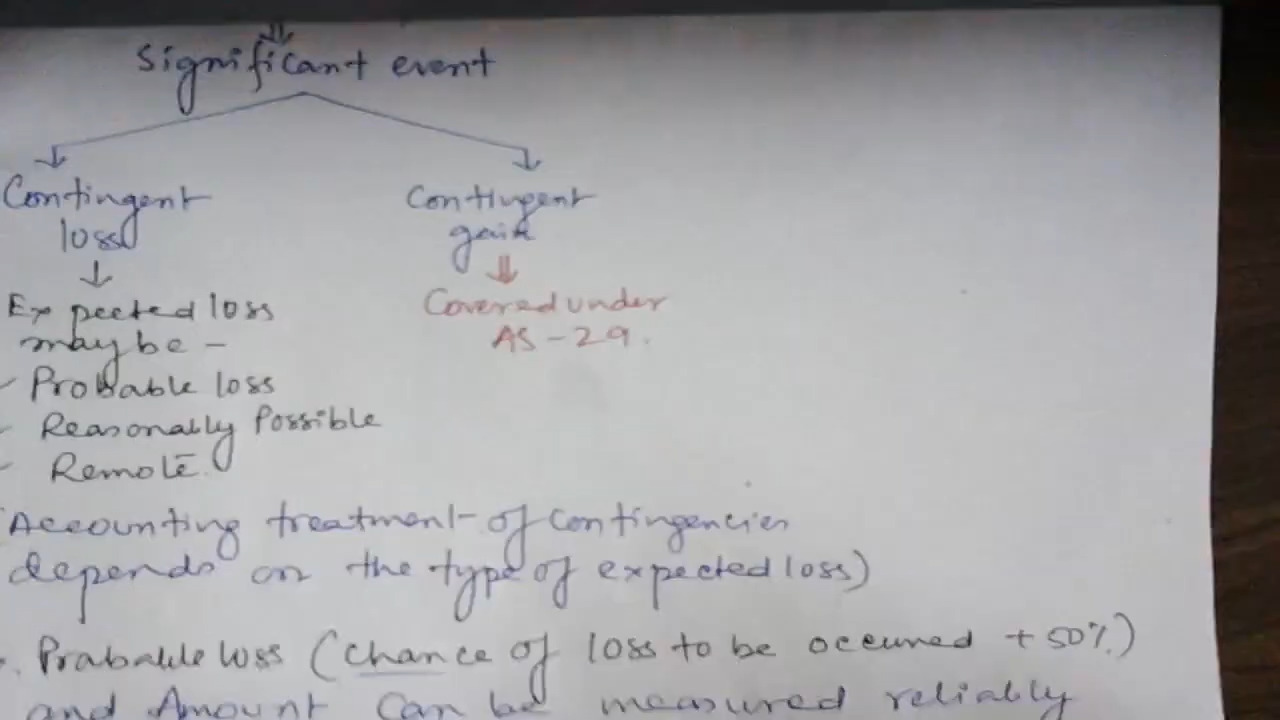 Significant event
Contingent
loss
Expected loss
may be -
Probable loss
Reasonably Possible
Remote.
Contingent
gain
Covered under
AS-29.
Accounting treatment of contingencies
depends on the type of expected loss)
Prabable loss (chance of loss to be occurred +50%)
and Amount can be measured reliably